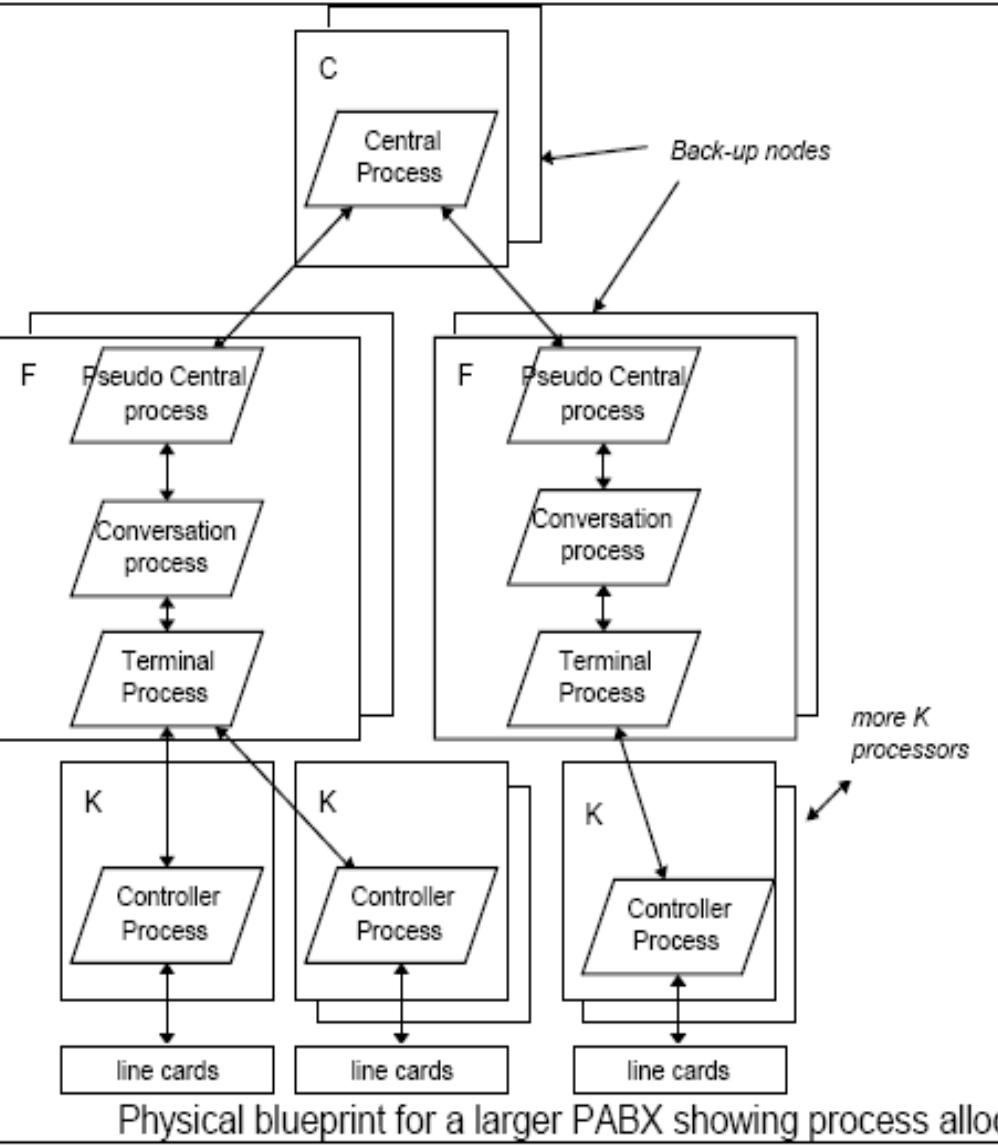 C
Central
Process
Back-up nodes
F
Pseudo Central
process
Conversation
process
Terminal
Process
F
Pseudo Central
process
Conversation
process
Terminal
Process
more K
processors
K
Controller
Process
K
Controller
Process
K
Controller
Process
line cards
line cards
line cards
Physical blueprint for a larger PABX showing process alloc